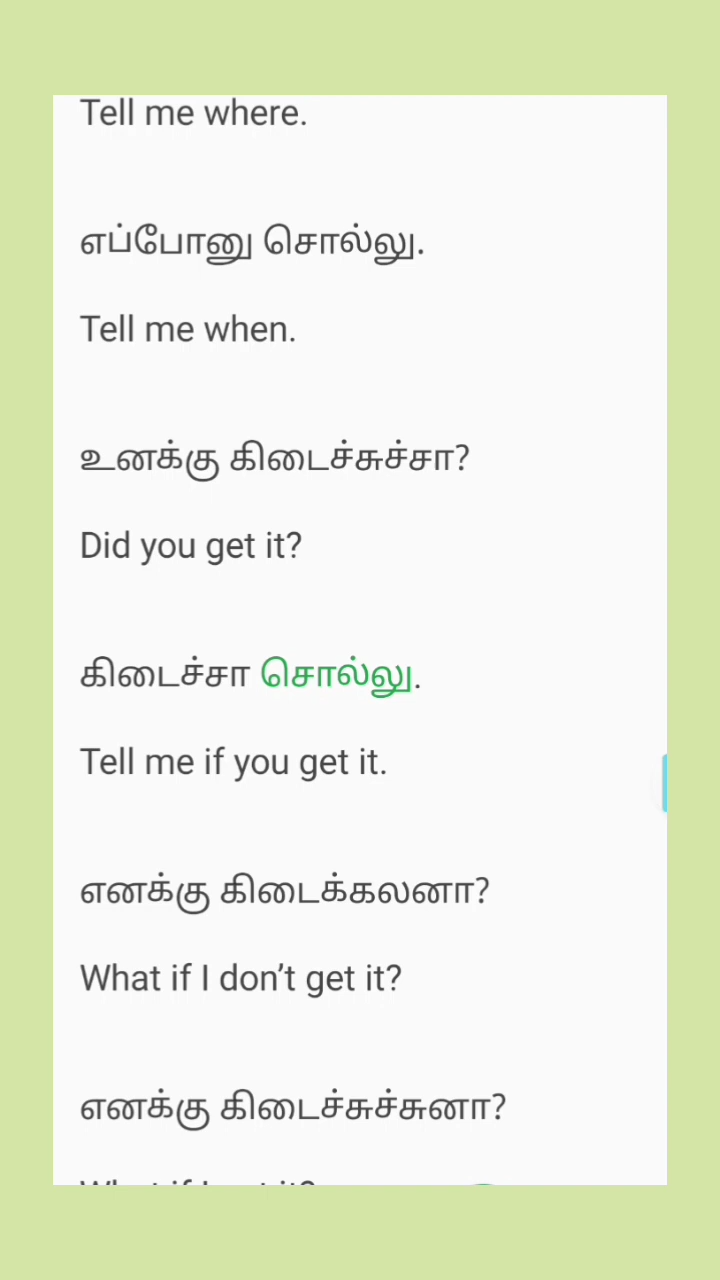 Tell me where.
எப்போனு சொல்லு.
Tell me when.
உனக்கு கிடைச்சுச்சா?
Did you get it?
கிடைச்சா சொல்லு.
Tell me if you get it.
எனக்கு கிடைக்கலனா?
What if I don’t get it?
எனக்கு கிடைச்சுச்சுனா?